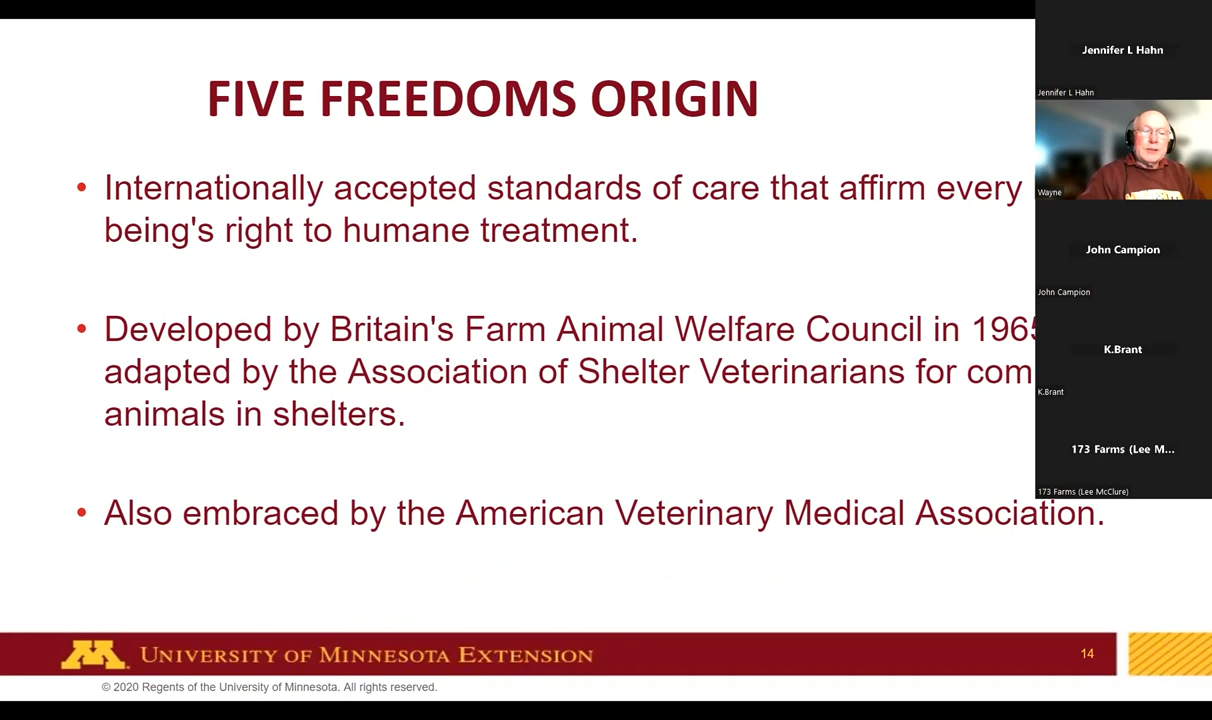 FIVE FREEDOMS ORIGIN
• Internationally accepted standards of care that affirm every
being's right to humane treatment.
• Developed by Britain's Farm Animal Welfare Council in 1965
adapted by the Association of Shelter Veterinarians for com
animals in shelters.
• Also embraced by the American Veterinary Medical Association.
UNIVERSITY OF MINNESOTA EXTENSION
14
© 2020 Regents of the University of Minnesota. All rights reserved.
Jennifer L Hahn
Jennifer L Hahn
Wayne
John Campion
John Campion
K.Brant
K.Brant
173 Farms (Lee M...
173 Farms (Lee McClure)